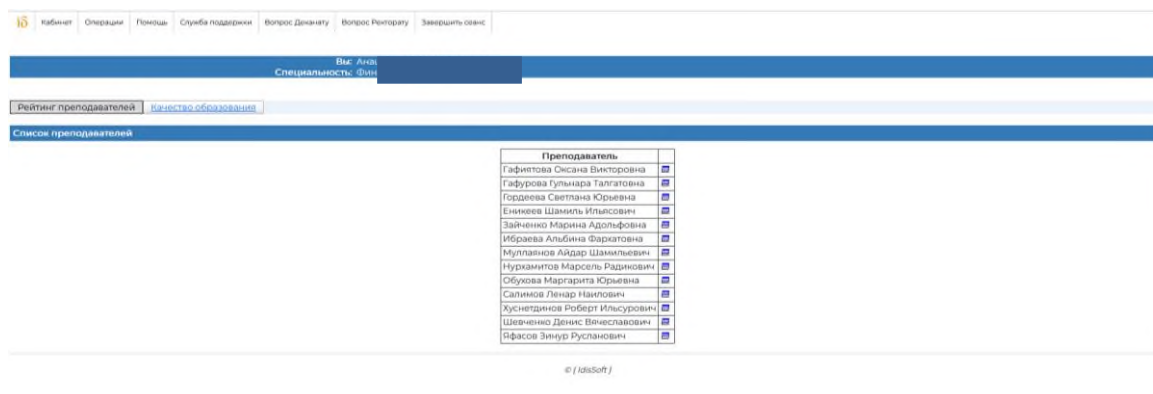 Кабинет Операции Помощь Служба поддержки Вопрос Деканату Вопрос Ректорату Завершить сеанс
Вы:
Специальность:
Рейтинг преподавателей Качество образования
Список преподавателей
Преподаватель
Гафиятова Оксана Викторовна
Гафурова Гульнара Талгатовна
Гордеева Светлана Юрьевна
Еникеев Шамиль Ильясович
Зайченко Марина Адольфовна
Ибраева Альбина Фаркатовна
Муллаянов Айдар Шамильевич
Нурхамитов Марсель Радикович
Обухова Маргарита Юрьевна
Салимов Ленар Наилович
Хуснетдинов Роберт Ильсурович
Шевченко Денис Вячеславович
Яфасов Зинур Русланович
© [ IdisSoft ]